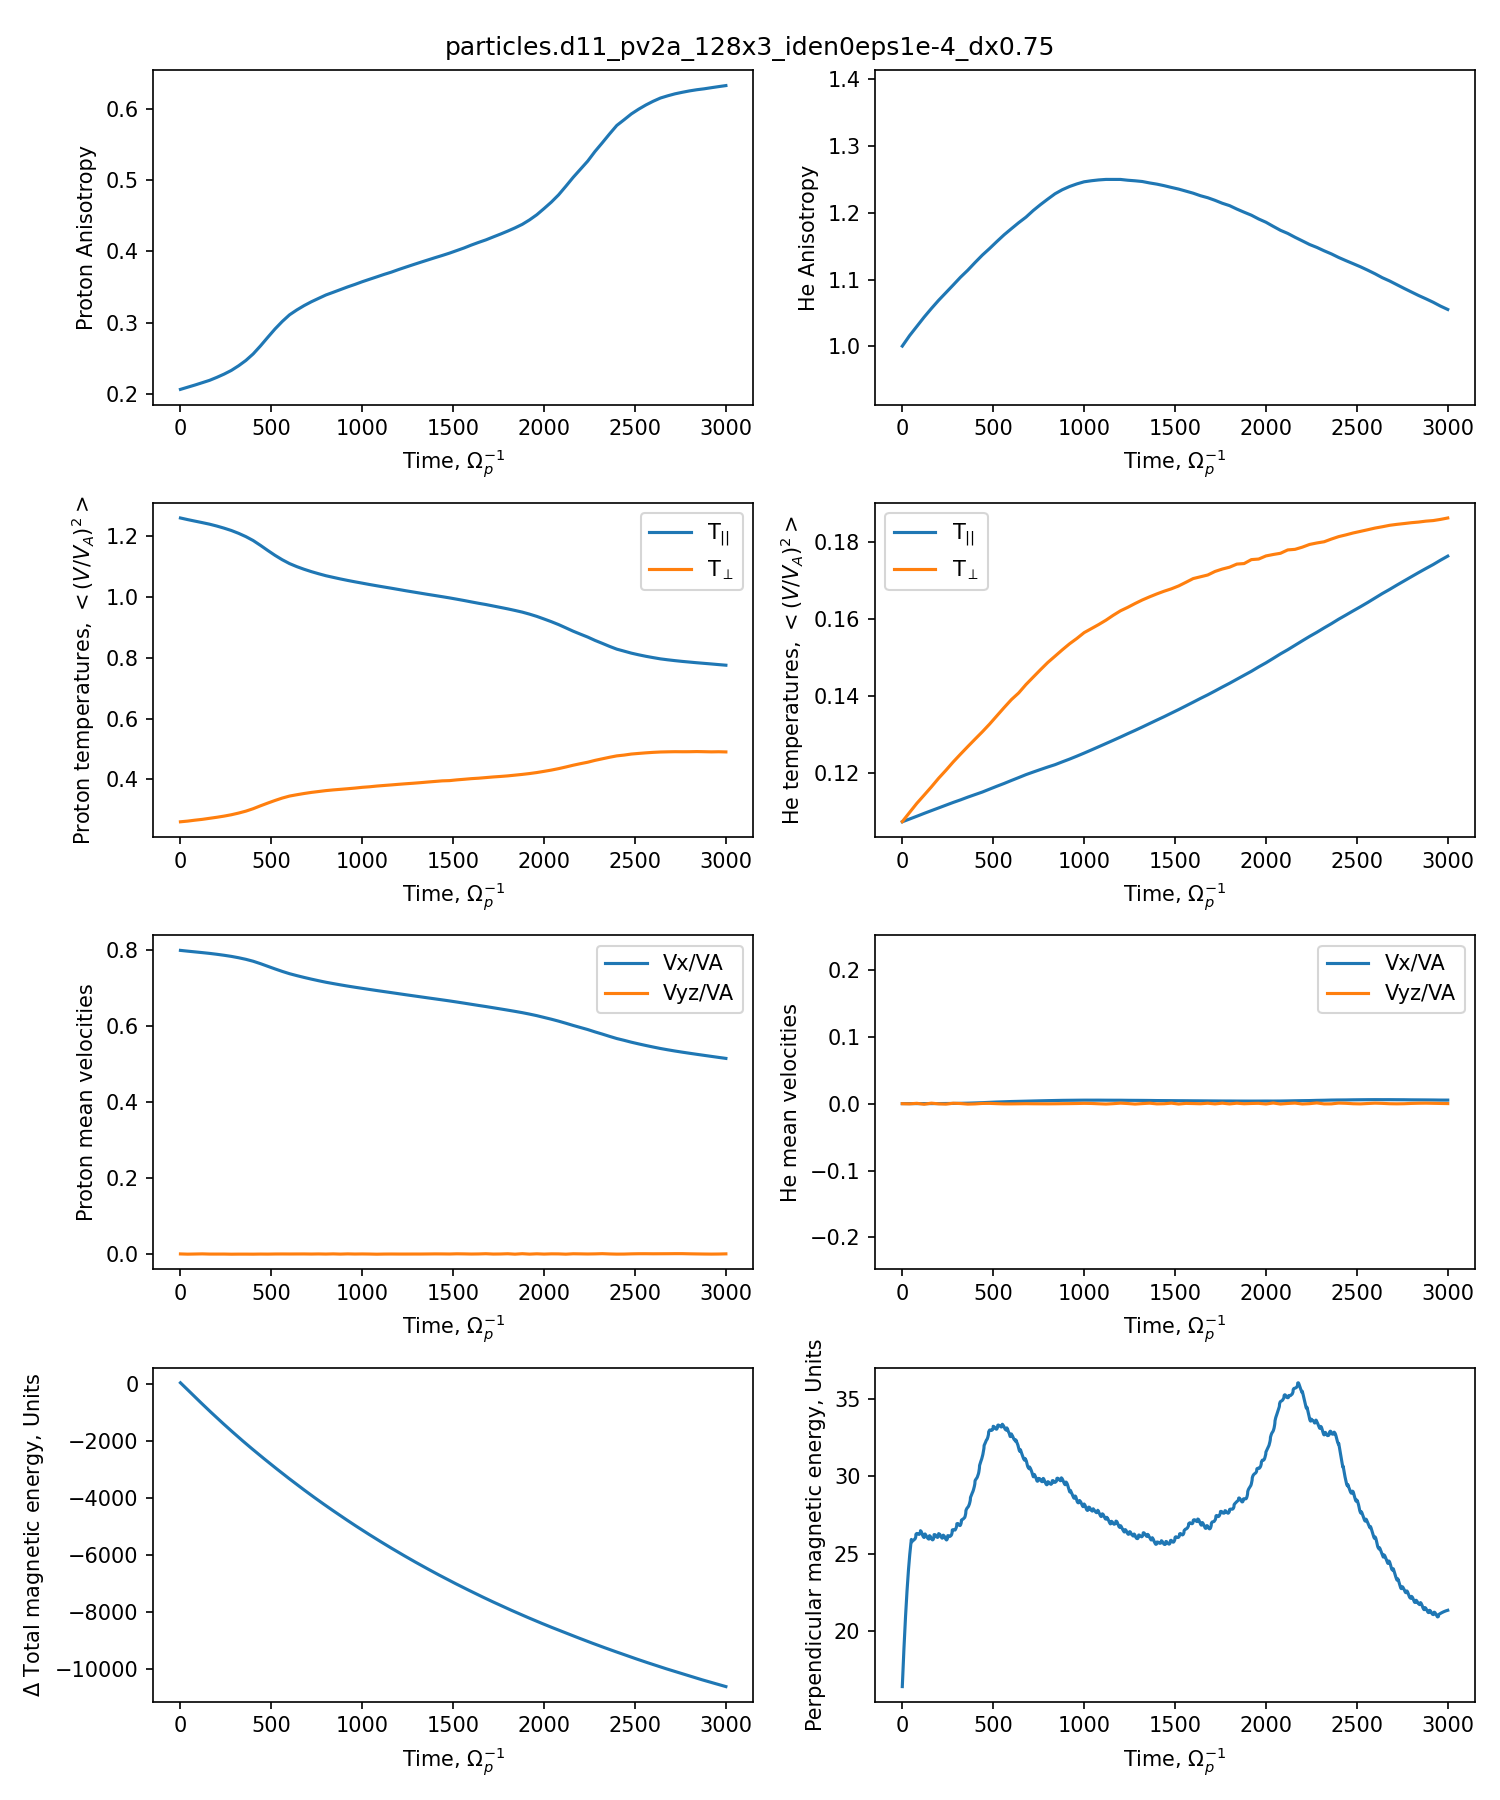 particles.d11_pv2a_128x3_iden0eps1e-4_dx0.75
Proton Anisotropy
0.6
0.5
0.4
0.3
0.2
0 500 1000 1500 2000 2500 3000
Time, Ω_p^{-1}
He Anisotropy
1.4
1.3
1.2
1.1
1.0
0 500 1000 1500 2000 2500 3000
Time, Ω_p^{-1}
Proton temperatures, < (V/V_A)^2 >
1.2
1.0
0.8
0.6
0.4
T_{||}
T_⊥
0 500 1000 1500 2000 2500 3000
Time, Ω_p^{-1}
He temperatures, < (V/V_A)^2 >
0.18
0.16
0.14
0.12
T_{||}
T_⊥
0 500 1000 1500 2000 2500 3000
Time, Ω_p^{-1}
Proton mean velocities
0.8
0.6
0.4
0.2
0.0
Vx/VA
Vyz/VA
0 500 1000 1500 2000 2500 3000
Time, Ω_p^{-1}
He mean velocities
0.2
0.1
0.0
−0.1
−0.2
Vx/VA
Vyz/VA
0 500 1000 1500 2000 2500 3000
Time, Ω_p^{-1}
Δ Total magnetic energy, Units
0
−2000
−4000
−6000
−8000
−10000
0 500 1000 1500 2000 2500 3000
Time, Ω_p^{-1}
Perpendicular magnetic energy, Units
35
30
25
20
0 500 1000 1500 2000 2500 3000
Time, Ω_p^{-1}